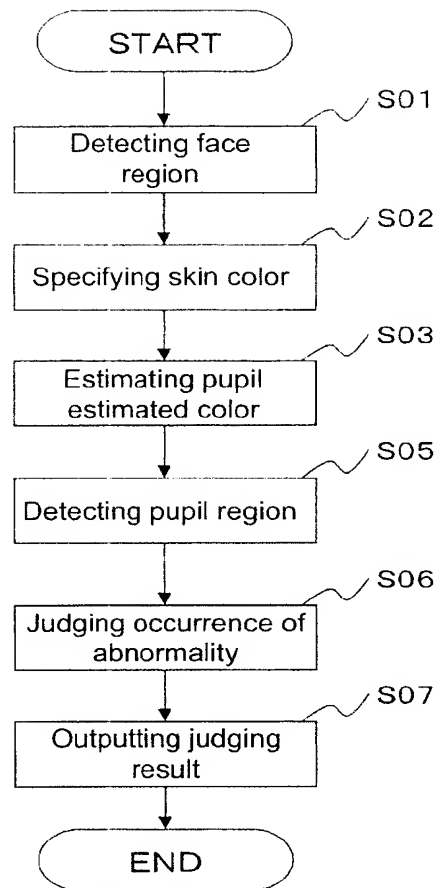 START
S01
Detecting face
region
S02
Specifying skin color
S03
Estimating pupil
estimated color
S05
Detecting pupil region
S06
Judging occurrence of
abnormality
S07
Outputting judging
result
END